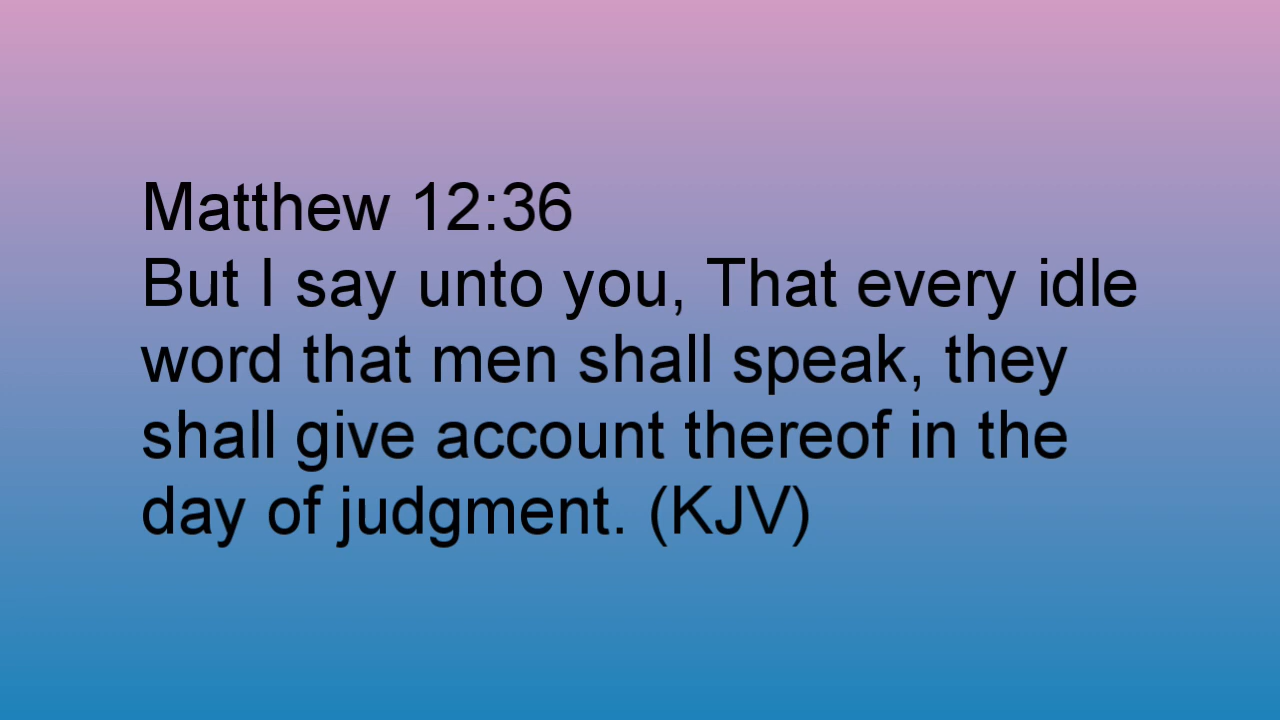 Matthew 12:36
But I say unto you, That every idle
word that men shall speak, they
shall give account thereof in the
day of judgment. (KJV)